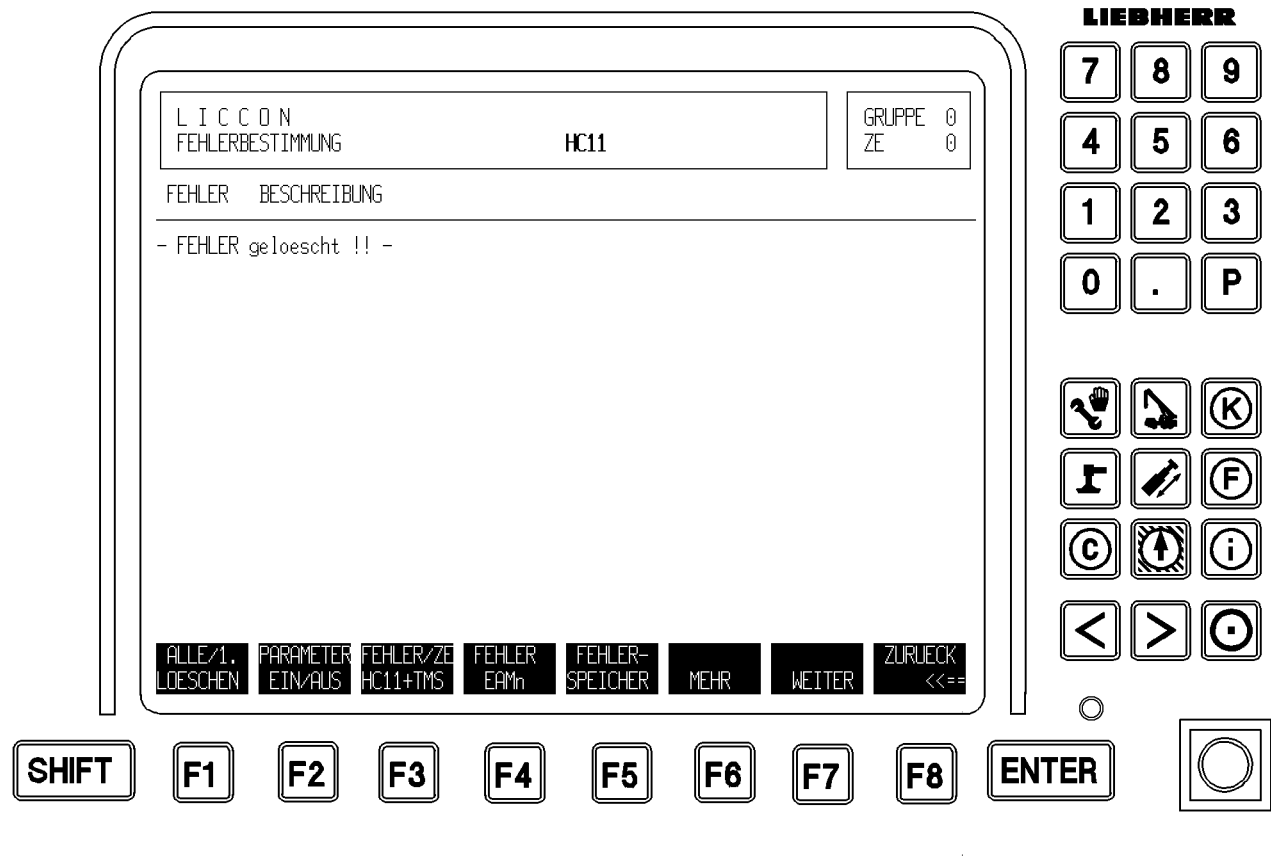 LIEBHERR
L I C C O N
FEHLERBESTIMMUNG HC11
GRUPPE 0
ZE 0
FEHLER BESCHREIBUNG
- FEHLER geloescht !! -
ALLE/1. LOESCHEN
PARAMETER EIN/AUS
FEHLER/ZE HC11+TMS
FEHLER EAMn
FEHLER- SPEICHER
MEHR
WEITER
ZURUECK <<==
7 8 9
4 5 6
1 2 3
0 . P
K
F
C i
< >
SHIFT F1 F2 F3 F4 F5 F6 F7 F8 ENTER